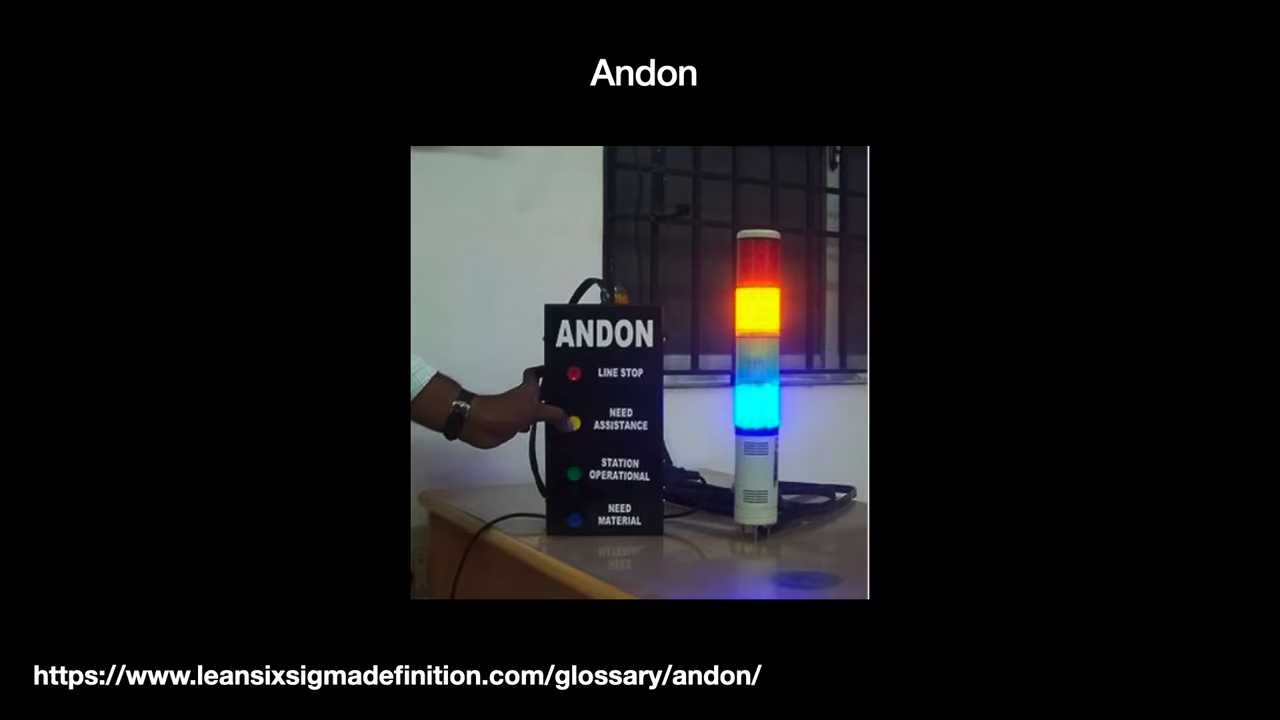 Andon
ANDON
LINE STOP
NEED
ASSISTANCE
STATION
OPERATIONAL
NEED
MATERIAL
https://www.leansixsigmadefinition.com/glossary/andon/